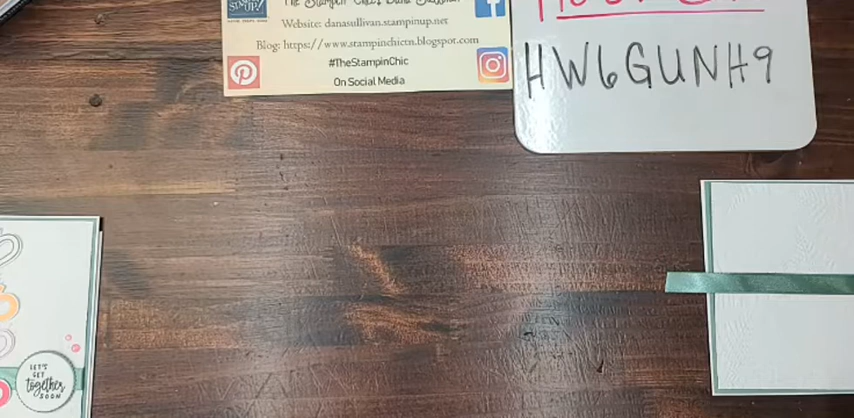 Website: danasullivan.stampinup.net
Blog: https://www.stampinchictn.blogspot.com
#TheStampinChic
On Social Media
HW6GUNH9
LET'S
GET
together
SOON